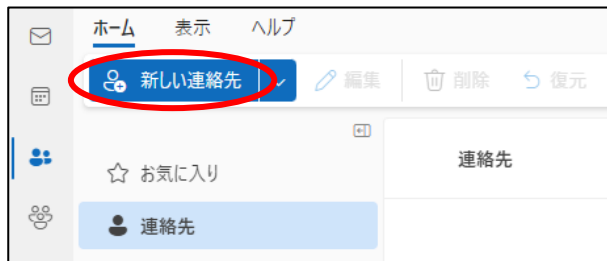 ホーム 表示 ヘルプ
新しい連絡先 編集 削除 復元
お気に入り
連絡先
連絡先